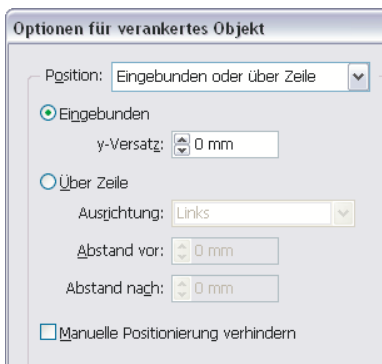 Optionen für verankertes Objekt
Position: Eingebunden oder über Zeile
Eingebunden
y-Versatz: 0 mm
Über Zeile
Ausrichtung: Links
Abstand vor: 0 mm
Abstand nach: 0 mm
Manuelle Positionierung verhindern